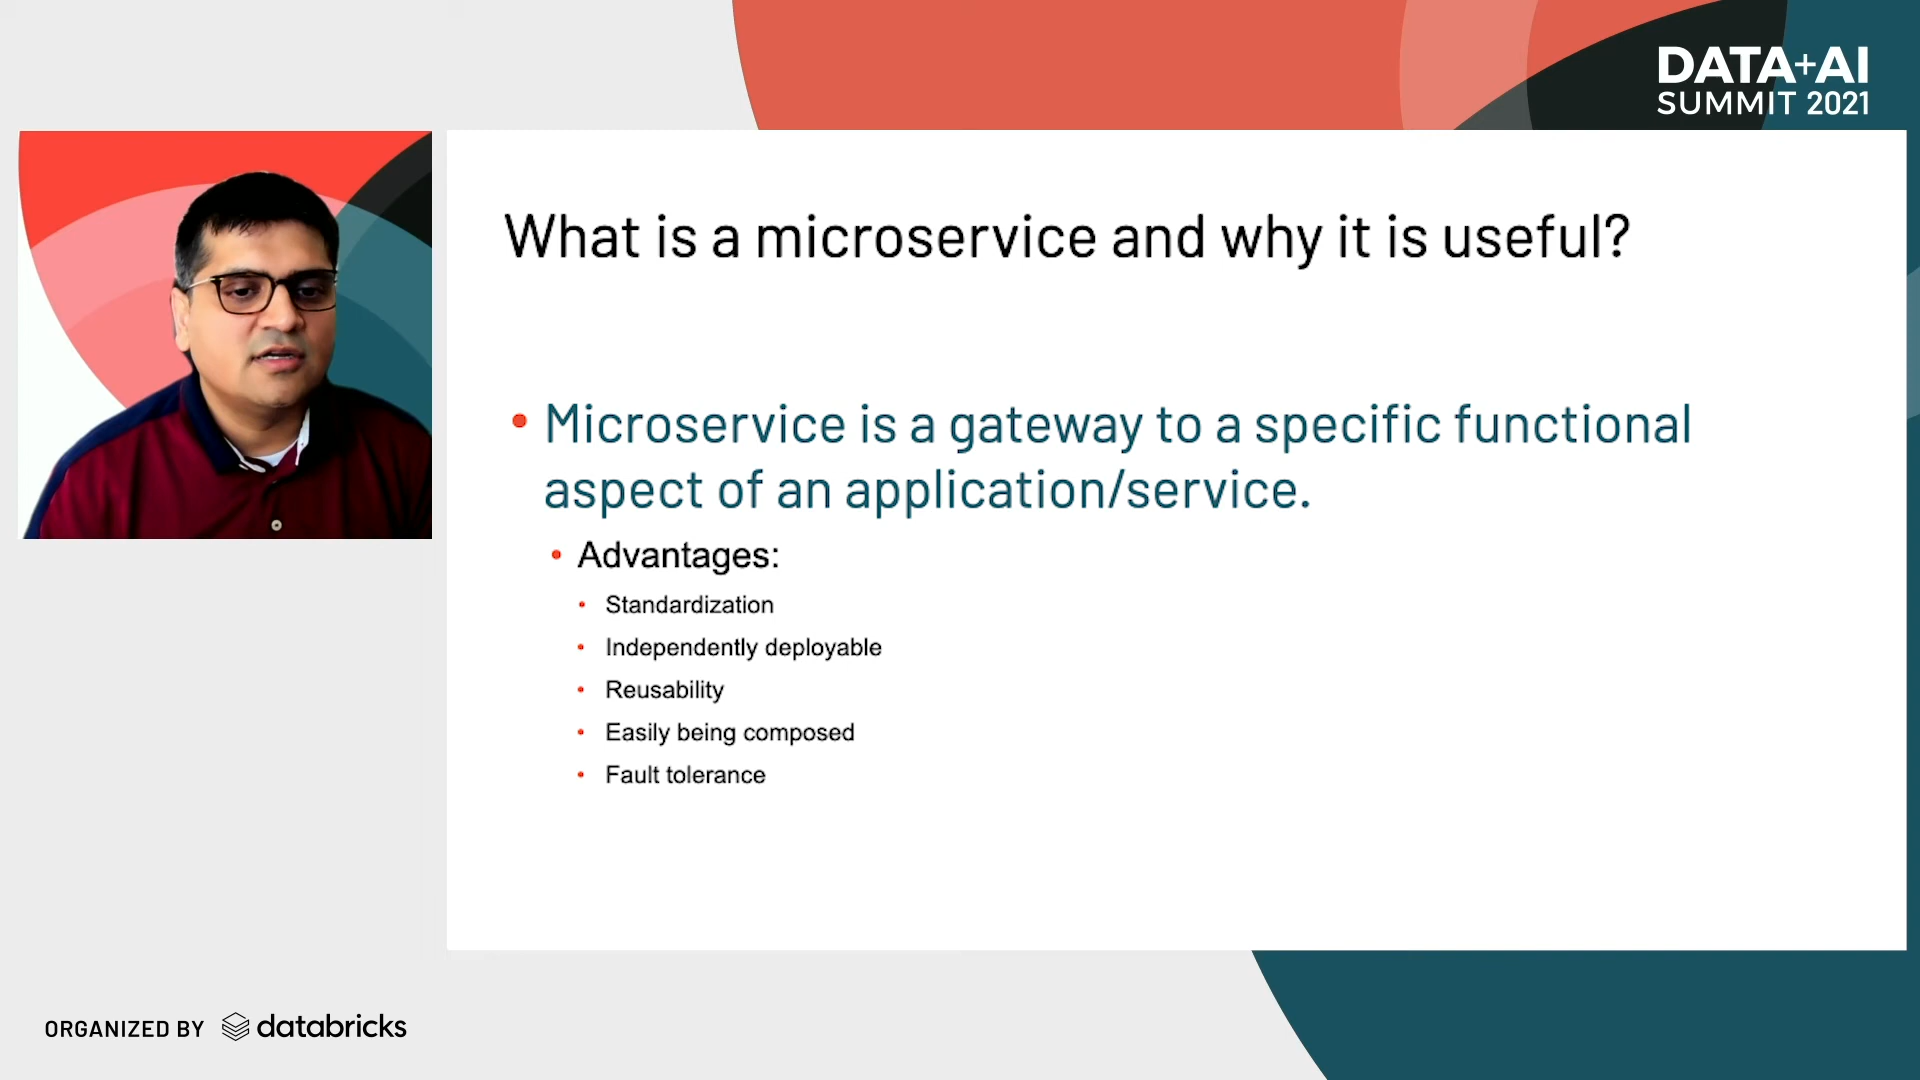 DATA+AI
SUMMIT 2021
What is a microservice and why it is useful?
• Microservice is a gateway to a specific functional
aspect of an application/service.
• Advantages:
• Standardization
• Independently deployable
• Reusability
• Easily being composed
• Fault tolerance
ORGANIZED BY databricks